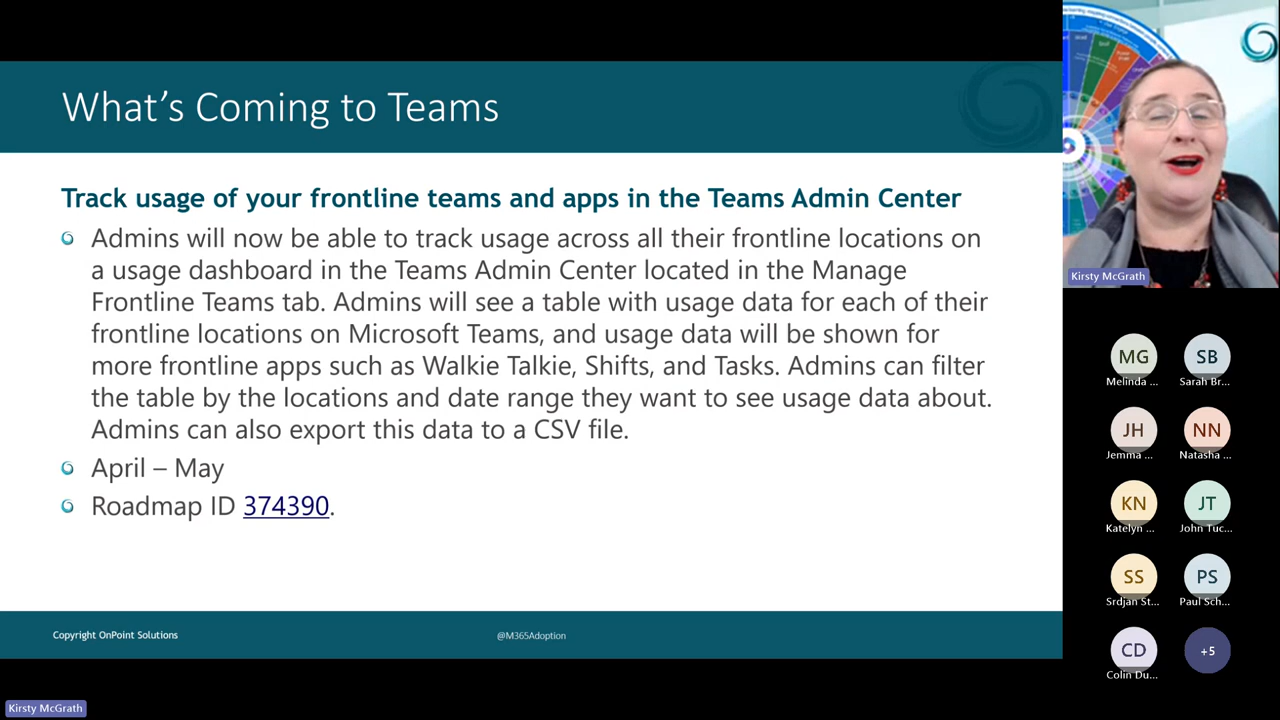 What's Coming to Teams
Track usage of your frontline teams and apps in the Teams Admin Center
Admins will now be able to track usage across all their frontline locations on
a usage dashboard in the Teams Admin Center located in the Manage
Frontline Teams tab. Admins will see a table with usage data for each of their
frontline locations on Microsoft Teams, and usage data will be shown for
more frontline apps such as Walkie Talkie, Shifts, and Tasks. Admins can filter
the table by the locations and date range they want to see usage data about.
Admins can also export this data to a CSV file.
April – May
Roadmap ID 374390.
Copyright OnPoint Solutions
@M365Adoption
Kirsty McGrath
Kirsty McGrath
MG
SB
Melinda ...
Sarah Br...
JH
NN
Jemma ...
Natasha ...
KN
JT
Katelyn ...
John Tuc...
SS
PS
Srdjan St...
Paul Sch...
CD
+5
Colin Du...